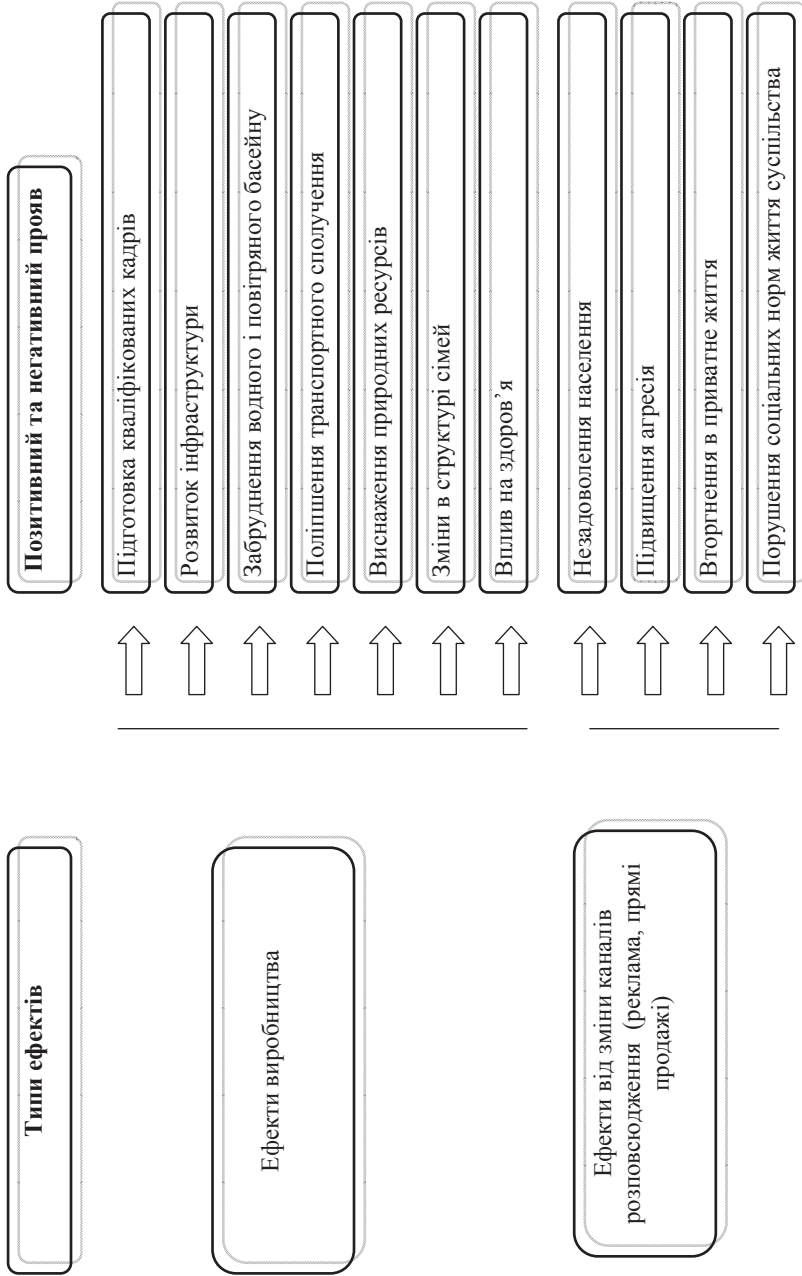 Типи ефектів
Позитивний та негативний прояв
Ефекти виробництва
Підготовка кваліфікованих кадрів
Розвиток інфраструктури
Забруднення водного і повітряного басейну
Поліпшення транспортного сполучення
Виснаження природних ресурсів
Зміни в структурі сімей
Вплив на здоров’я
Ефекти від зміни каналів
розповсюдження (реклама, прямі
продажі)
Незадоволення населення
Підвищення агресія
Вторгнення в приватне життя
Порушення соціальних норм життя суспільства